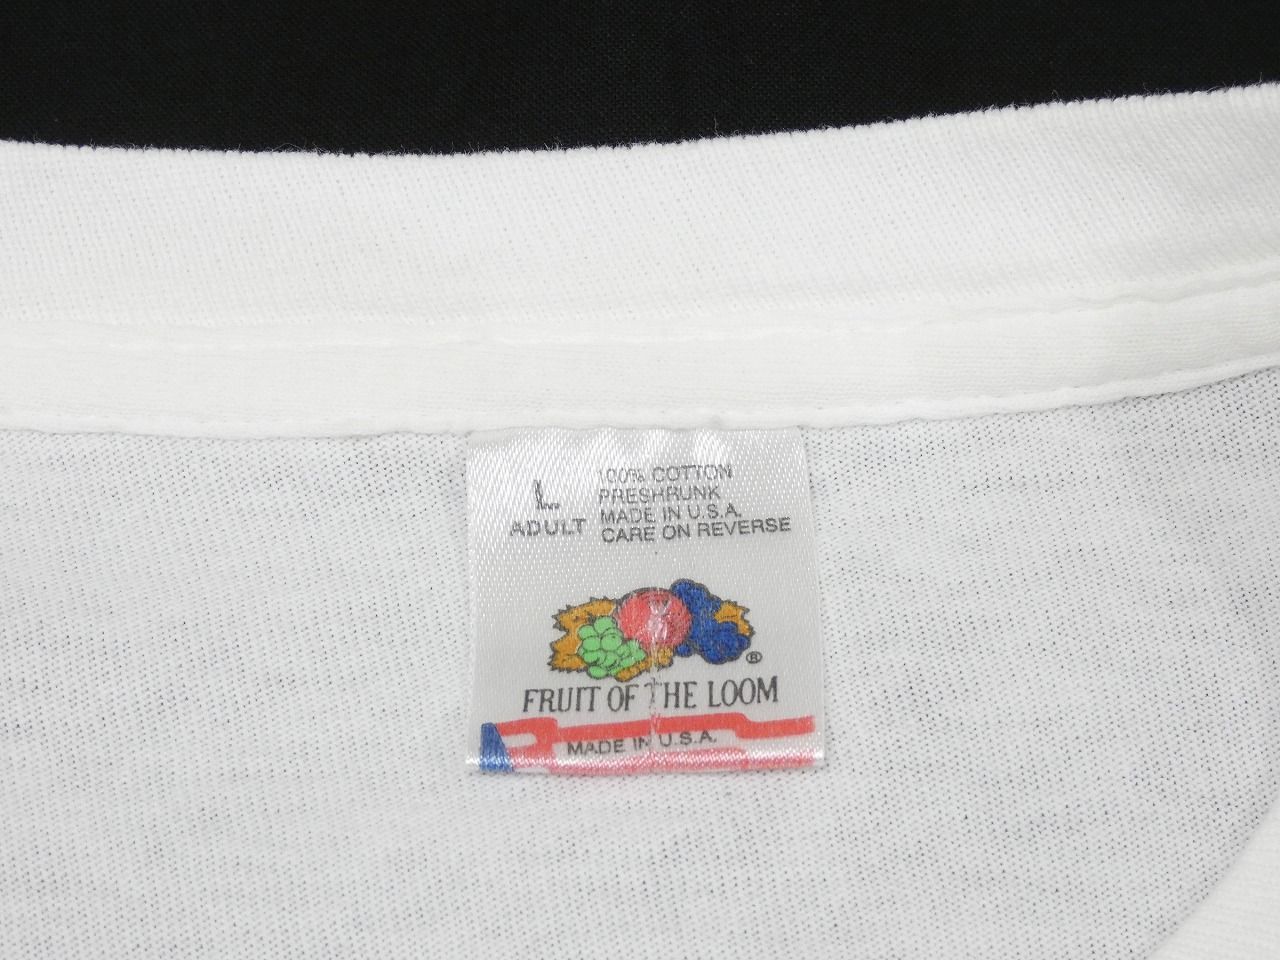 L
ADULT
100% COTTON
PRESHRUNK
MADE IN U.S.A.
CARE ON REVERSE
®
FRUIT OF THE LOOM
MADE IN U.S.A.